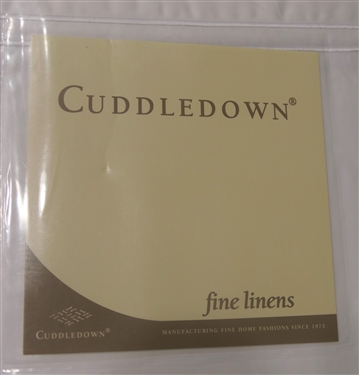 CUDDLEDOWN®
fine linens
CUDDLEDOWN®
MANUFACTURING FINE HOME FASHIONS SINCE 1973